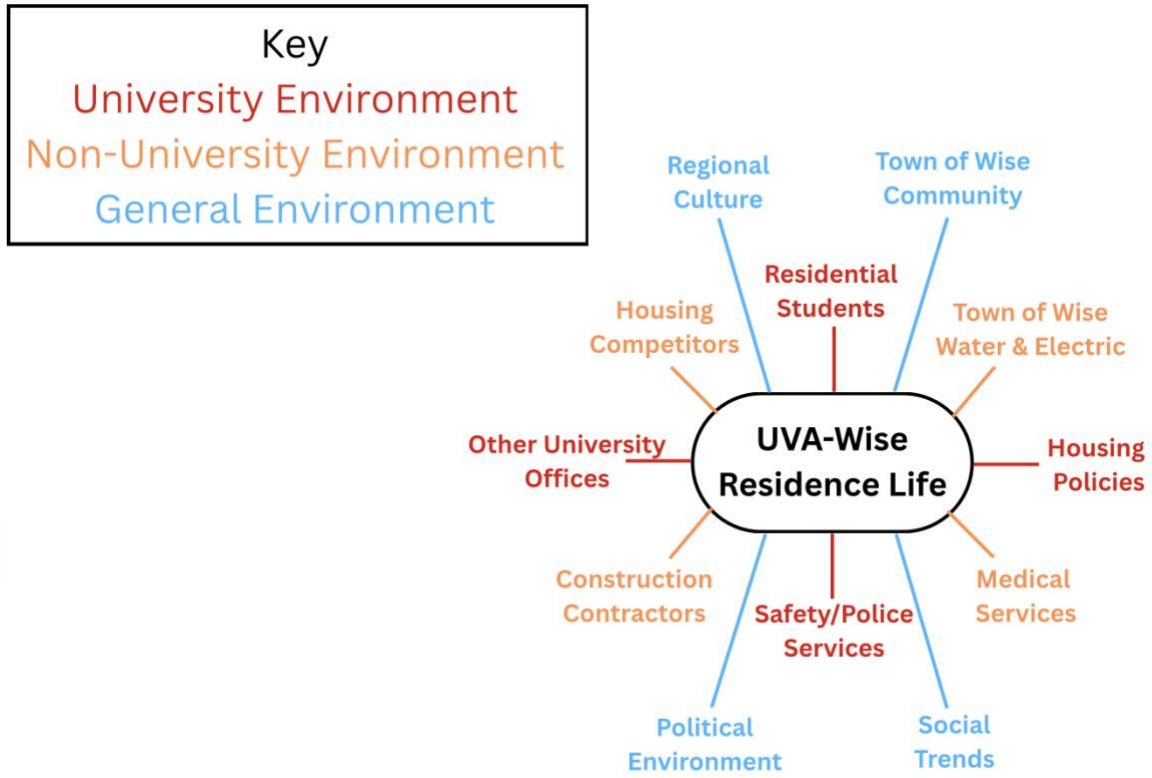 Key
University Environment
Non-University Environment
General Environment
Regional
Culture
Town of Wise
Community
Residential
Students
Housing
Competitors
Town of Wise
Water & Electric
Other University
Offices
UVA-Wise
Residence Life
Housing
Policies
Construction
Contractors
Safety/Police
Services
Medical
Services
Political
Environment
Social
Trends